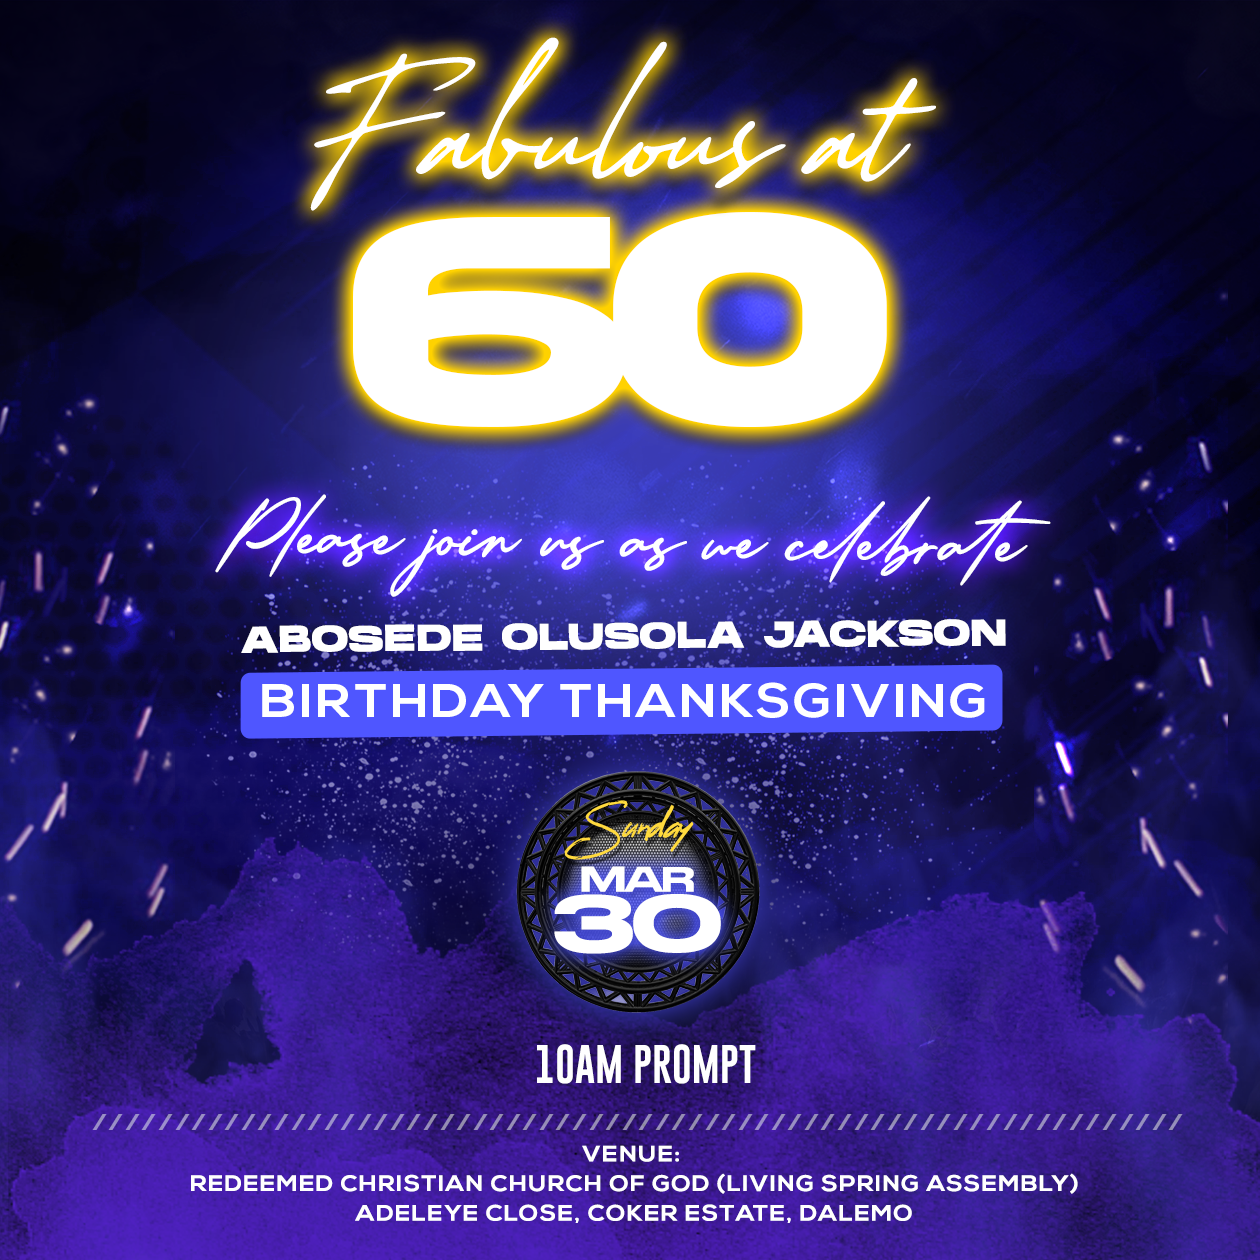 Fabulous at
60
Please join us as we celebrate
ABOSEDE OLUSOLA JACKSON
BIRTHDAY THANKSGIVING
Sunday
MAR
30
10AM PROMPT
VENUE:
REDEEMED CHRISTIAN CHURCH OF GOD (LIVING SPRING ASSEMBLY)
ADELEYE CLOSE, COKER ESTATE, DALEMO